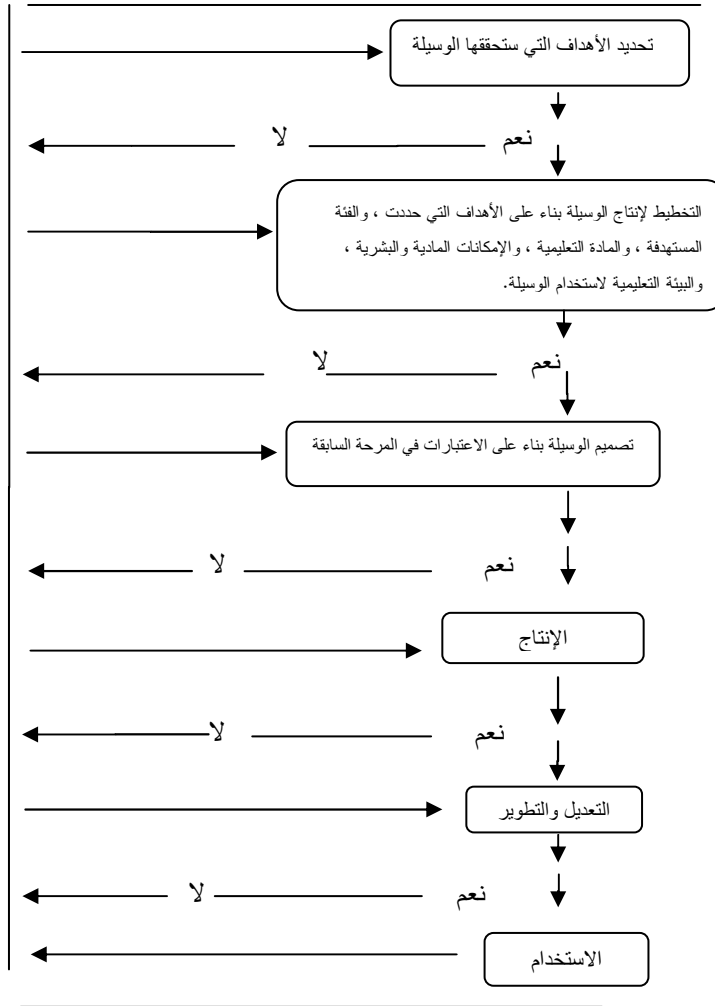 تحديد الأهداف التي ستحققها الوسيلة
نعم لا
التخطيط لإنتاج الوسيلة بناء على الأهداف التي حددت ، والفئة
المستهدفة ، والمادة التعليمية ، والإمكانات المادية والبشرية ،
والبيئة التعليمية لاستخدام الوسيلة.
نعم لا
تصميم الوسيلة بناء على الاعتبارات في المرحة السابقة
نعم لا
الإنتاج
نعم لا
التعديل والتطوير
نعم لا
الاستخدام